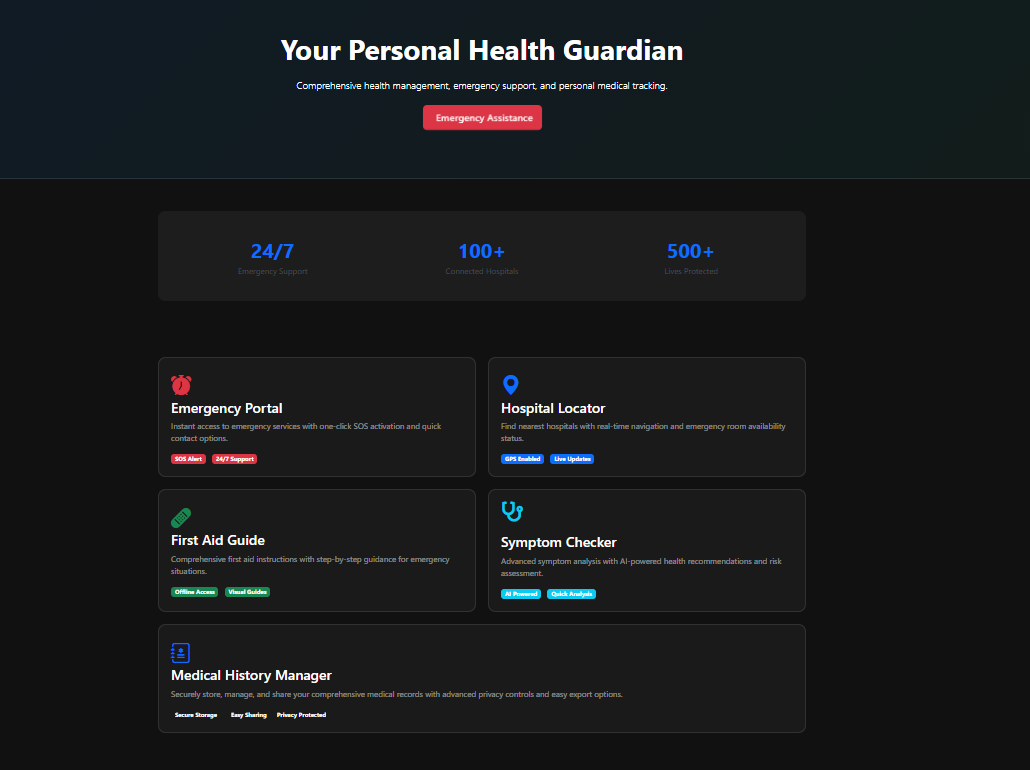 Your Personal Health Guardian
Comprehensive health management, emergency support, and personal medical tracking.
Emergency Assistance
24/7
Emergency Support
100+
Connected Hospitals
500+
Lives Protected
Emergency Portal
Instant access to emergency services with one-click SOS activation and quick
contact options.
SOS Alert 24/7 Support
Hospital Locator
Find nearest hospitals with real-time navigation and emergency room availability
status.
GPS Enabled Live Updates
First Aid Guide
Comprehensive first aid instructions with step-by-step guidance for emergency
situations.
Offline Access Visual Guides
Symptom Checker
Advanced symptom analysis with AI-powered health recommendations and risk
assessment.
AI Powered Quick Analysis
Medical History Manager
Securely store, manage, and share your comprehensive medical records with advanced privacy controls and easy export options.
Secure Storage Easy Sharing Privacy Protected